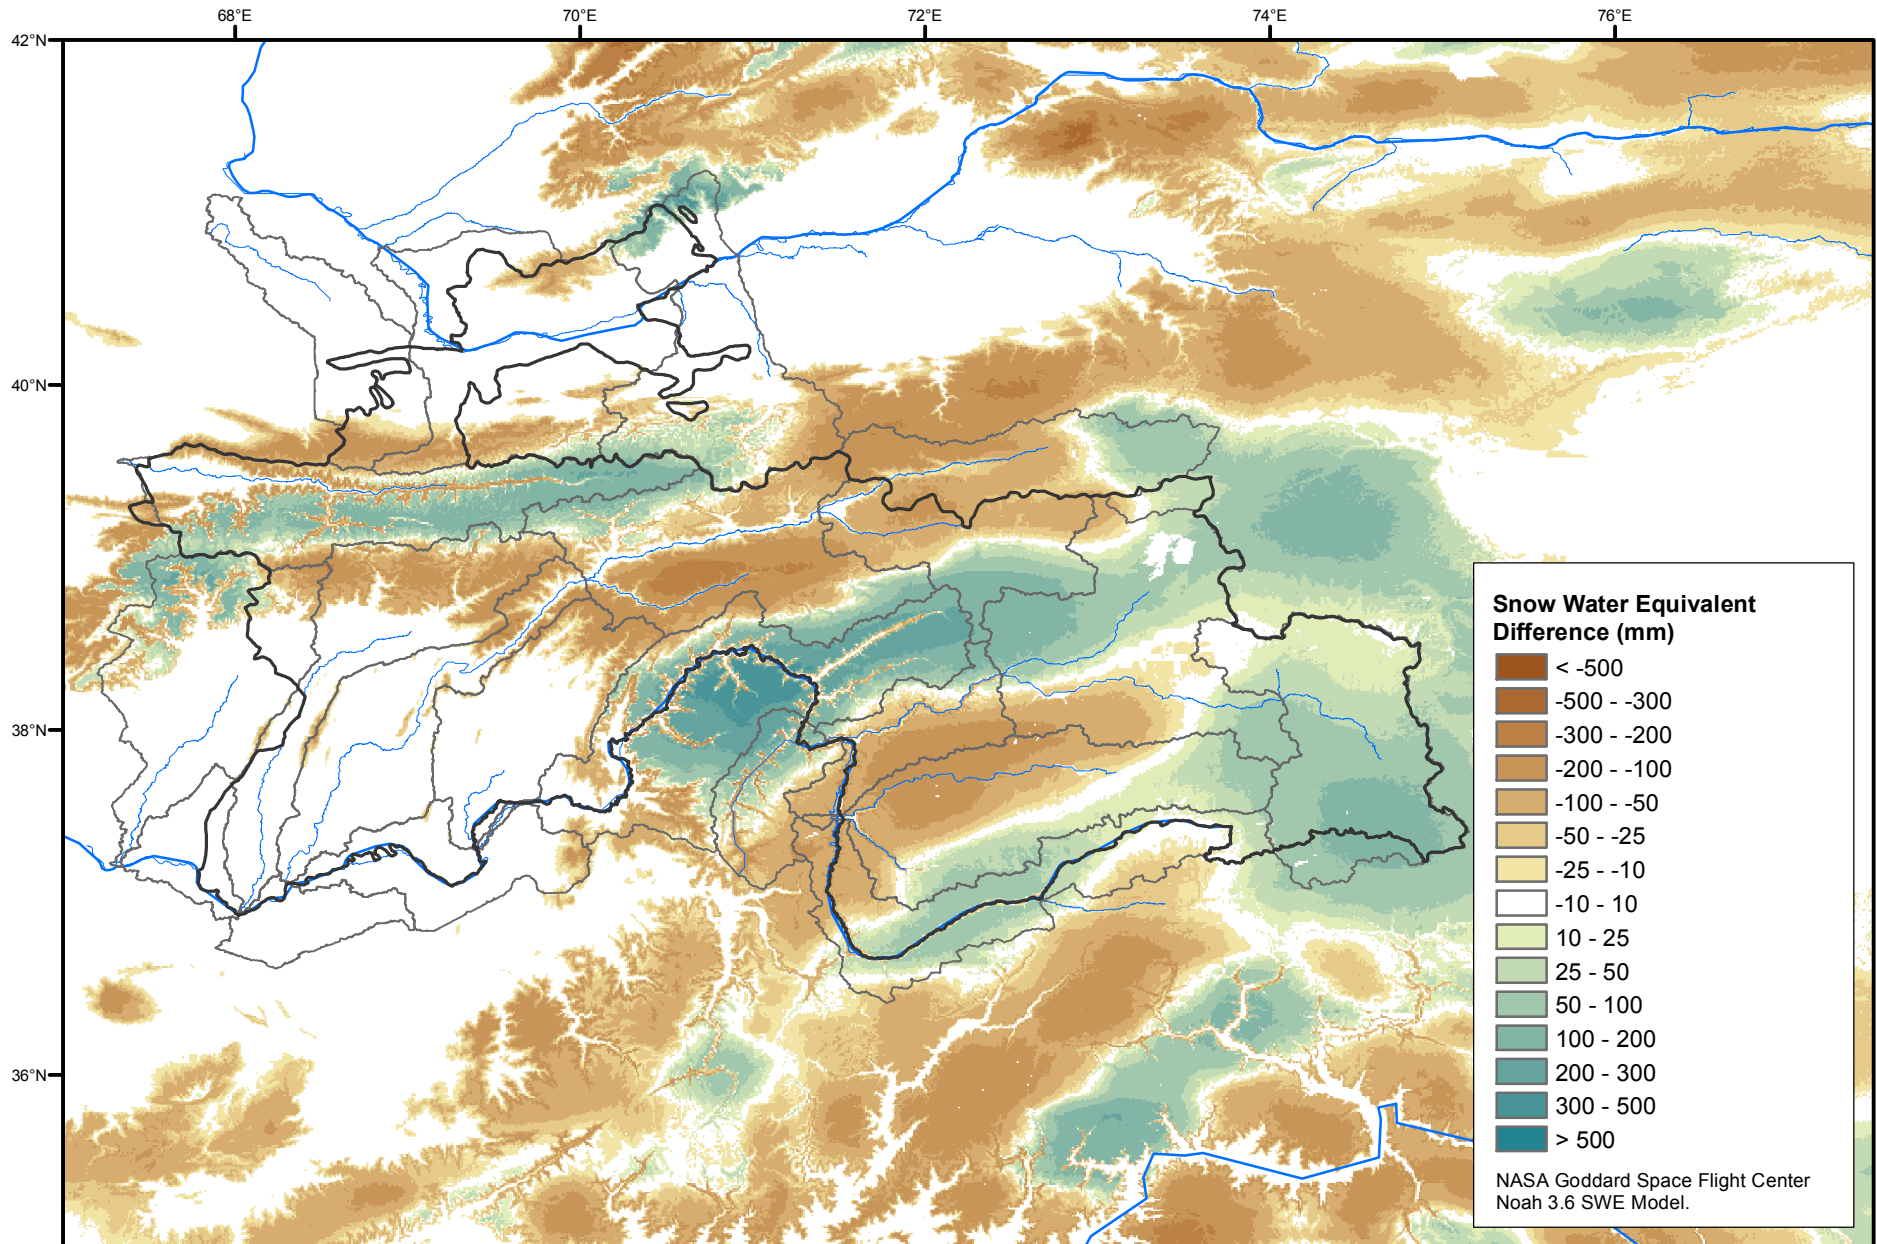 68°E
70°E
72°E
74°E
76°E
42°N
40°N
38°N
36°N
Snow Water Equivalent
Difference (mm)
< -500
-500 - -300
-300 - -200
-200 - -100
-100 - -50
-50 - -25
-25 - -10
-10 - 10
10 - 25
25 - 50
50 - 100
100 - 200
200 - 300
300 - 500
> 500
NASA Goddard Space Flight Center
Noah 3.6 SWE Model.